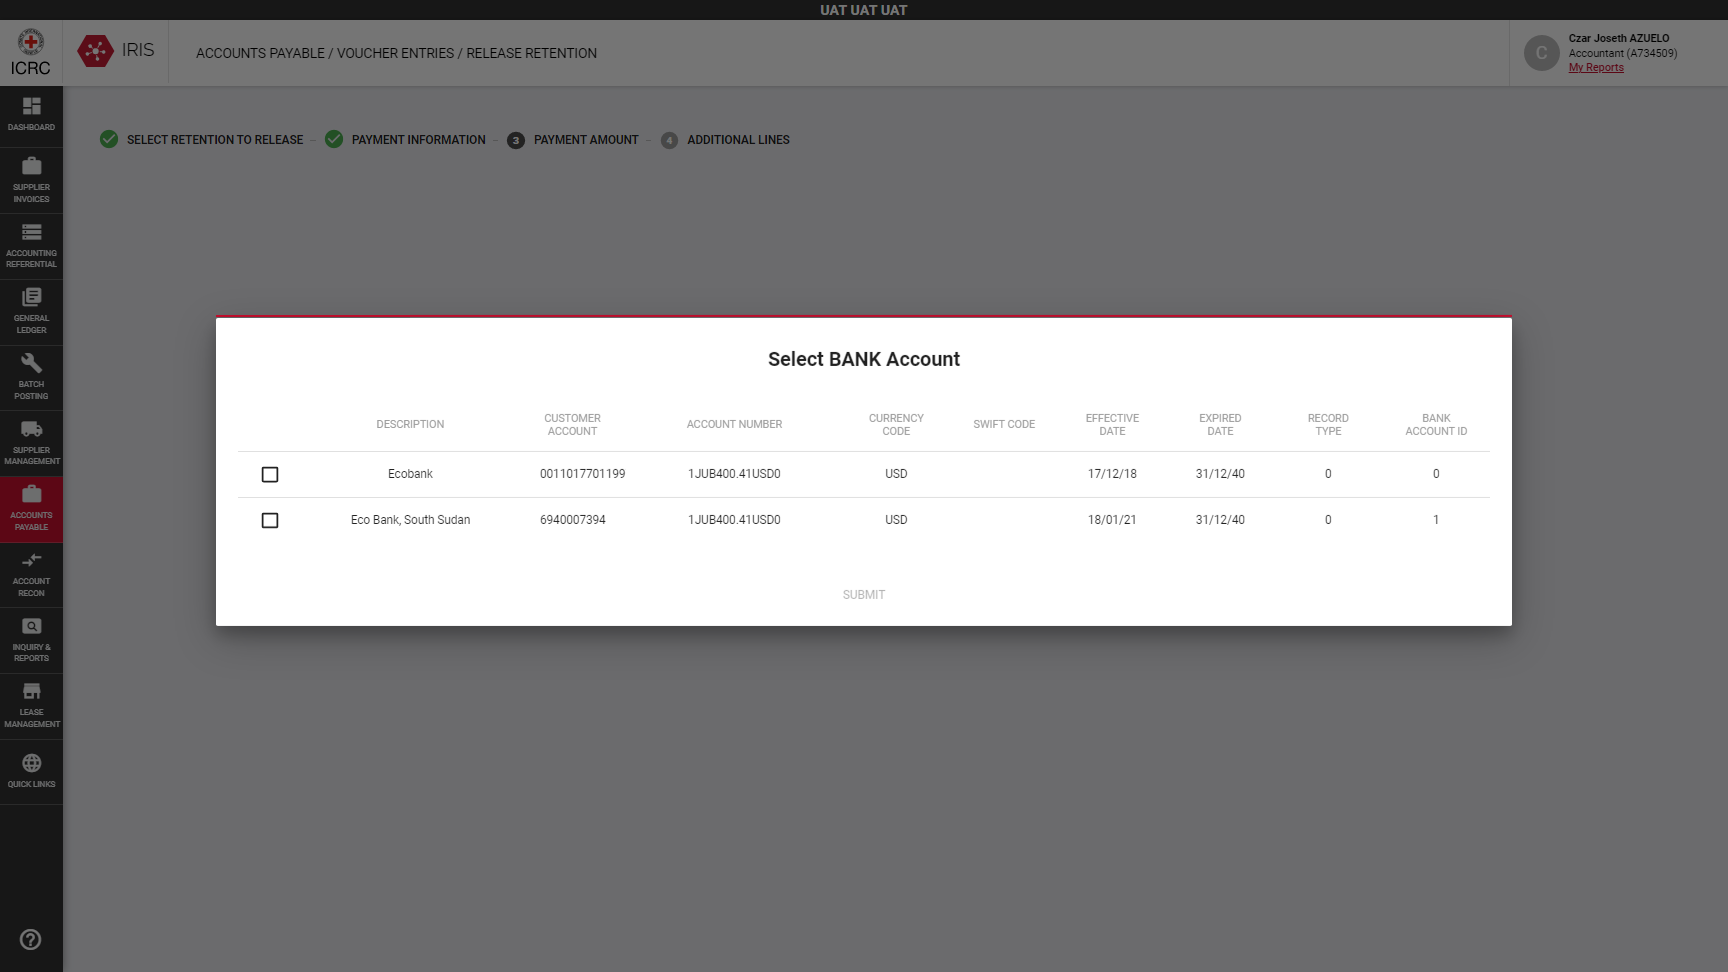 UAT UAT UAT
ICRC
IRIS
ACCOUNTS PAYABLE / VOUCHER ENTRIES / RELEASE RETENTION
C
Czar Joseth AZUELO
Accountant (A734509)
My Reports
DASHBOARD
SUPPLIER
INVOICES
ACCOUNTING
REFERENTIAL
GENERAL
LEDGER
BATCH
POSTING
SUPPLIER
MANAGEMENT
ACCOUNTS
PAYABLE
ACCOUNT
RECON
INQUIRY &
REPORTS
LEASE
MANAGEMENT
QUICK LINKS
SELECT RETENTION TO RELEASE – PAYMENT INFORMATION – 3 PAYMENT AMOUNT – 4 ADDITIONAL LINES
Select BANK Account
DESCRIPTION CUSTOMER ACCOUNT ACCOUNT NUMBER CURRENCY CODE SWIFT CODE EFFECTIVE DATE EXPIRED DATE RECORD TYPE BANK ACCOUNT ID
Ecobank 0011017701199 1JUB400.41USD0 USD 17/12/18 31/12/40 0 0
Eco Bank, South Sudan 6940007394 1JUB400.41USD0 USD 18/01/21 31/12/40 0 1
SUBMIT